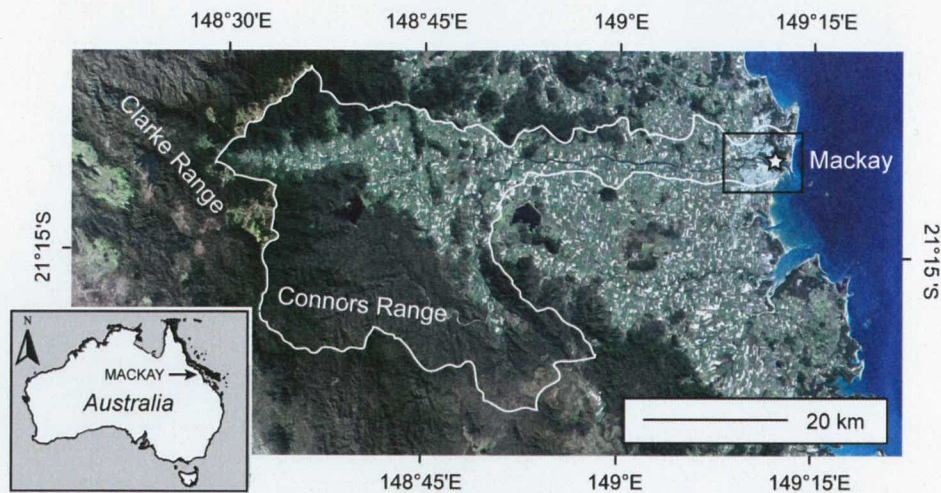 148°30'E 148°45'E 149°E 149°15'E
Clarke Range
Mackay
21°15'S
21°15'S
Connors Range
N
MACKAY
Australia
20 km
148°45'E 149°E 149°15'E